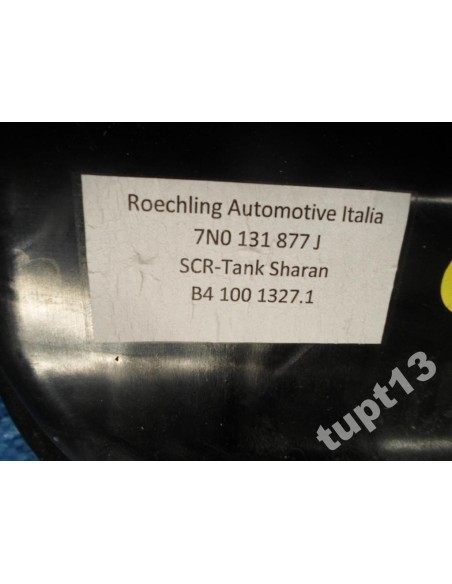 Roechling Automotive Italia
7N0 131 877 J
SCR-Tank Sharan
B4 100 1327.1
tupt13